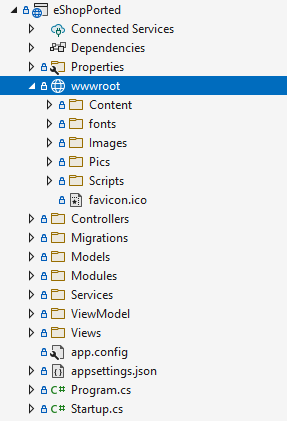 eShopPorted
Connected Services
Dependencies
Properties
wwwroot
Content
fonts
Images
Pics
Scripts
favicon.ico
Controllers
Migrations
Models
Modules
Services
ViewModel
Views
app.config
appsettings.json
C# Program.cs
C# Startup.cs